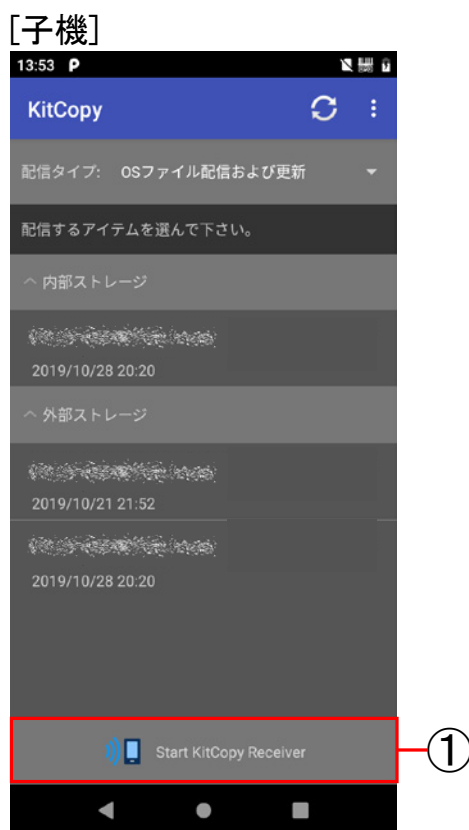 [子機]
13:53
KitCopy
配信タイプ: OSファイル配信および更新
配信するアイテムを選んで下さい。
内部ストレージ
2019/10/28 20:20
外部ストレージ
2019/10/21 21:52
2019/10/28 20:20
Start KitCopy Receiver
①